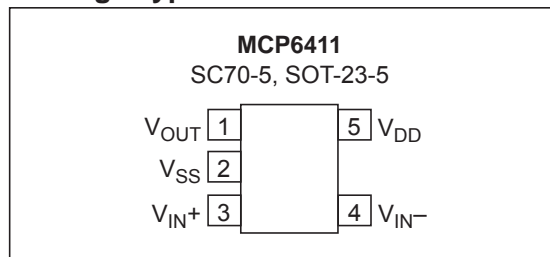 MCP6411
SC70-5, SOT-23-5
VOUT 1 5 VDD
VSS 2
VIN+ 3 4 VIN–